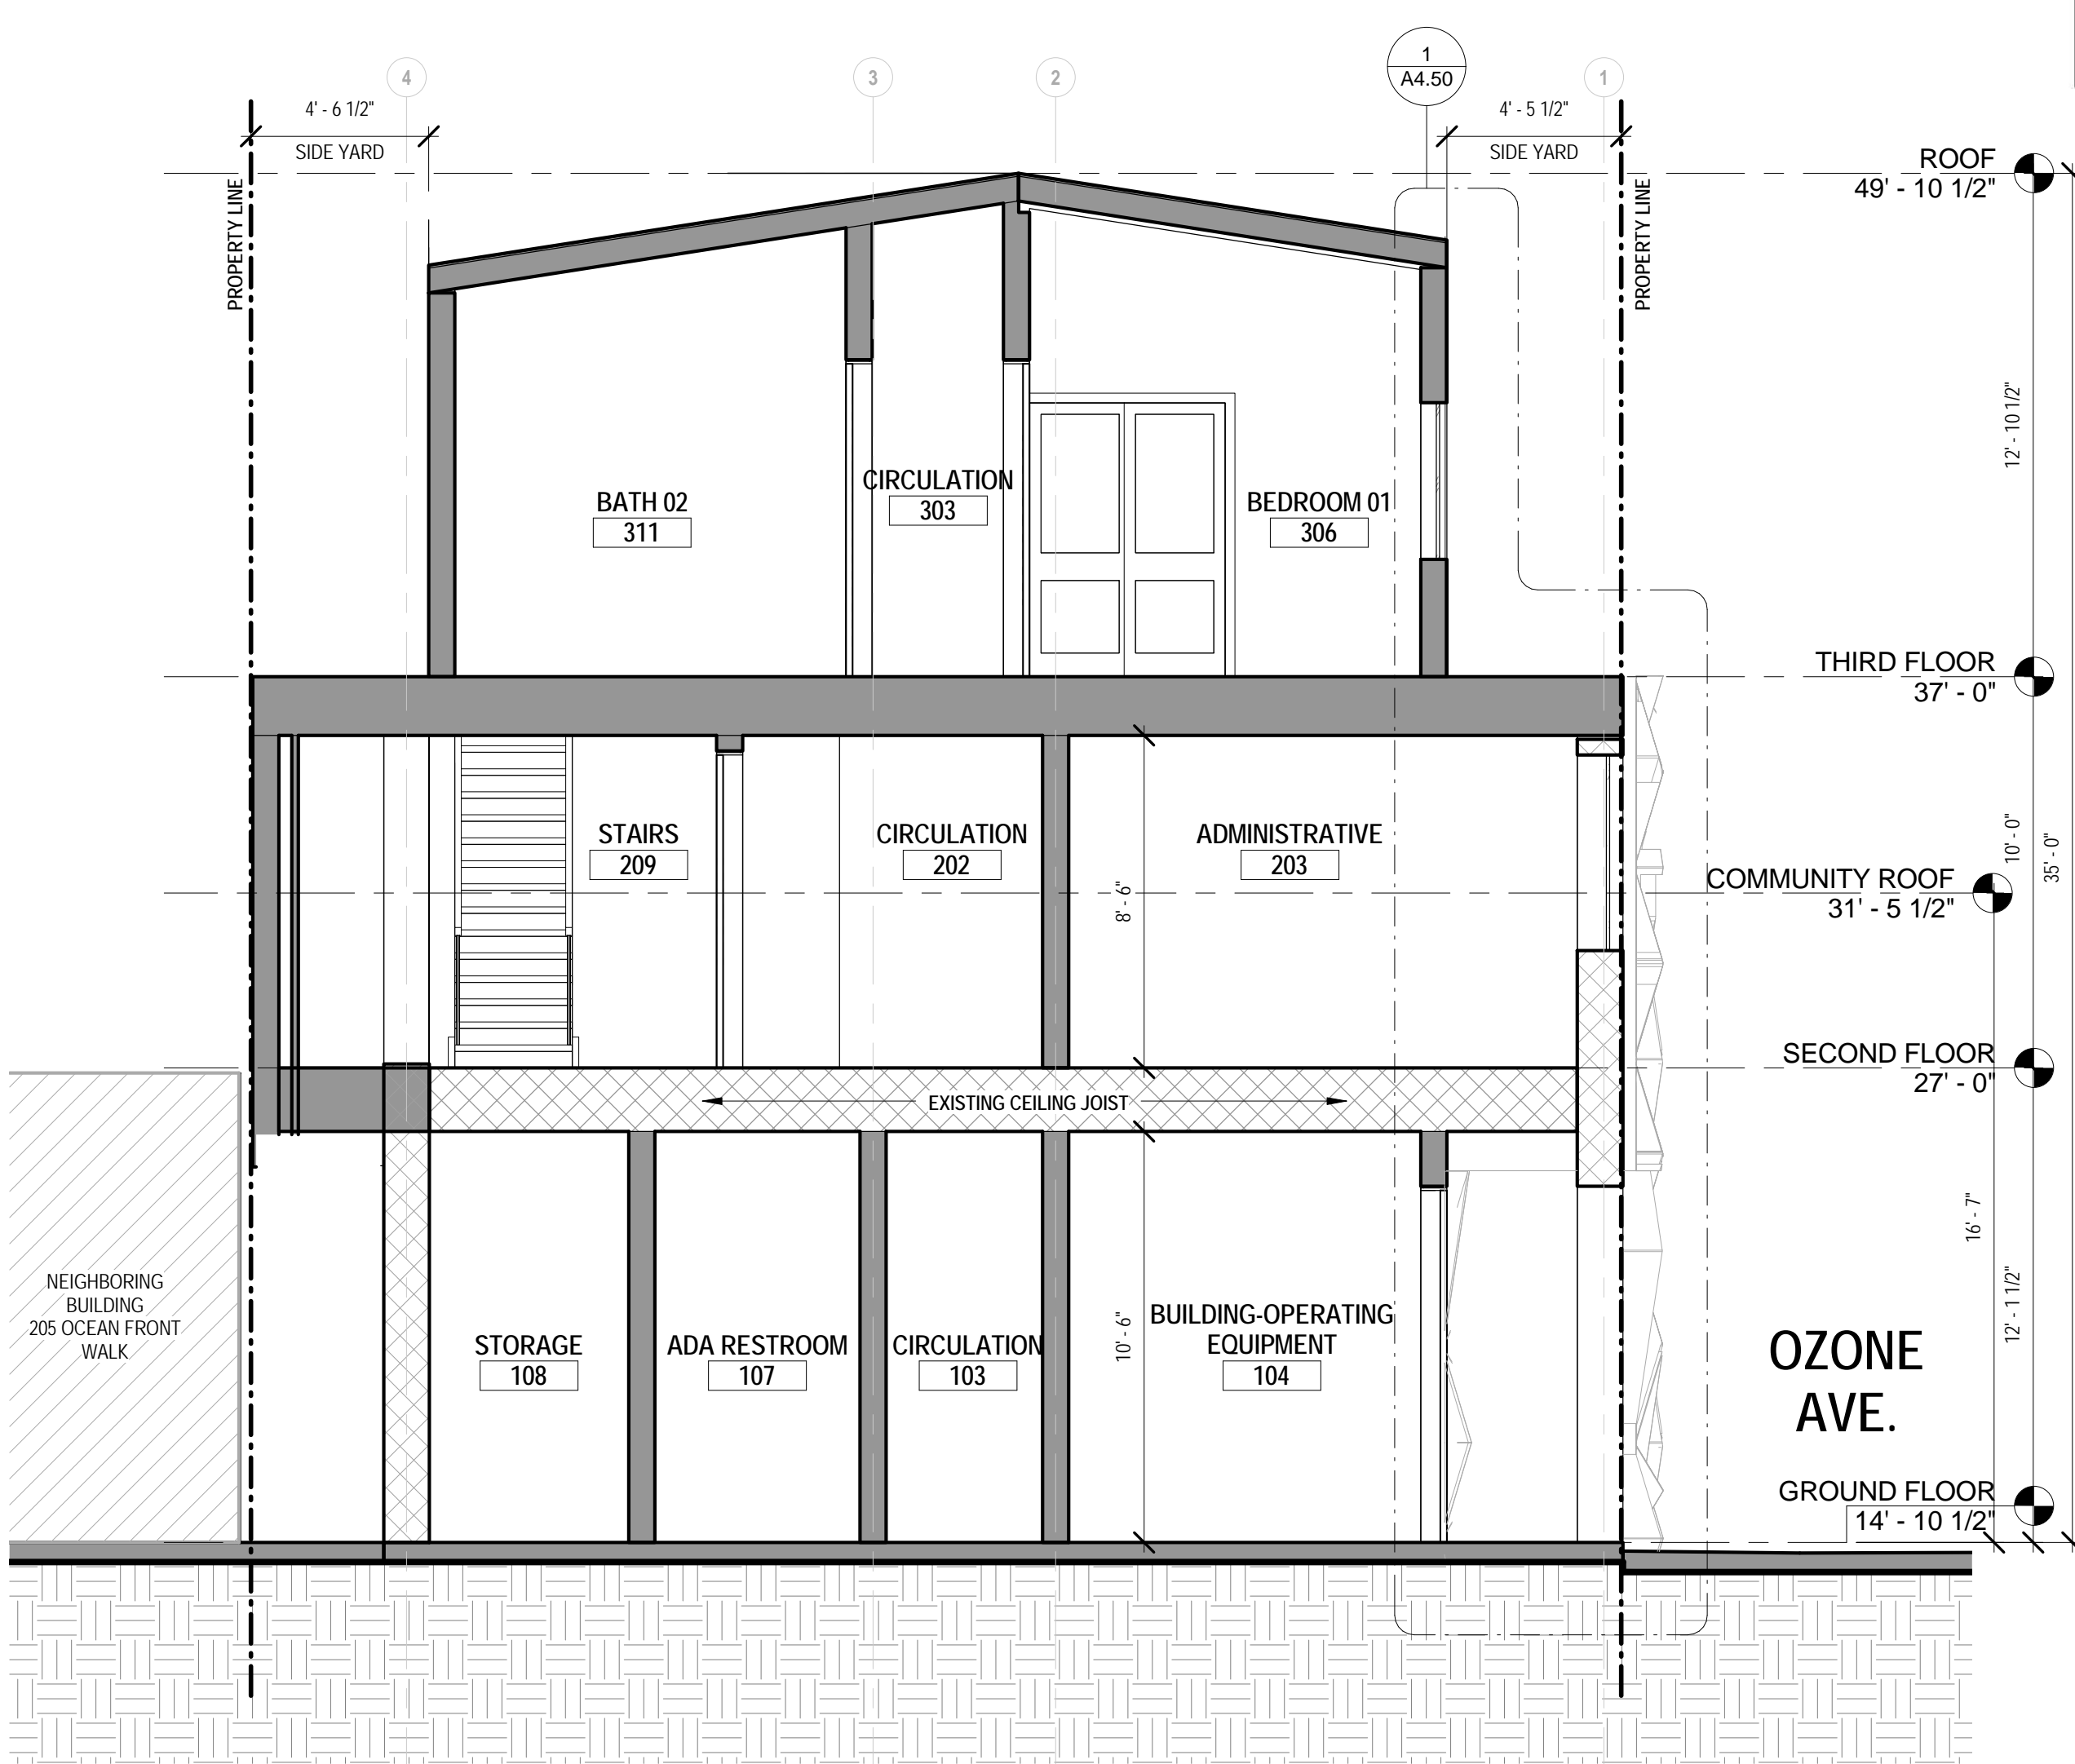 1
A4.50
4
3
2
1
4' - 6 1/2"
SIDE YARD
4' - 5 1/2"
SIDE YARD
PROPERTY LINE
PROPERTY LINE
ROOF
49' - 10 1/2"
12' - 10 1/2"
CIRCULATION
303
BATH 02
311
BEDROOM 01
306
THIRD FLOOR
37' - 0"
STAIRS
209
CIRCULATION
202
ADMINISTRATIVE
203
8' - 6"
10' - 0"
35' - 0"
COMMUNITY ROOF
31' - 5 1/2"
SECOND FLOOR
27' - 0"
EXISTING CEILING JOIST
16' - 7"
12' - 1 1/2"
NEIGHBORING
BUILDING
205 OCEAN FRONT
WALK
STORAGE
108
ADA RESTROOM
107
CIRCULATION
103
10' - 6"
BUILDING-OPERATING
EQUIPMENT
104
OZONE
AVE.
GROUND FLOOR
14' - 10 1/2"